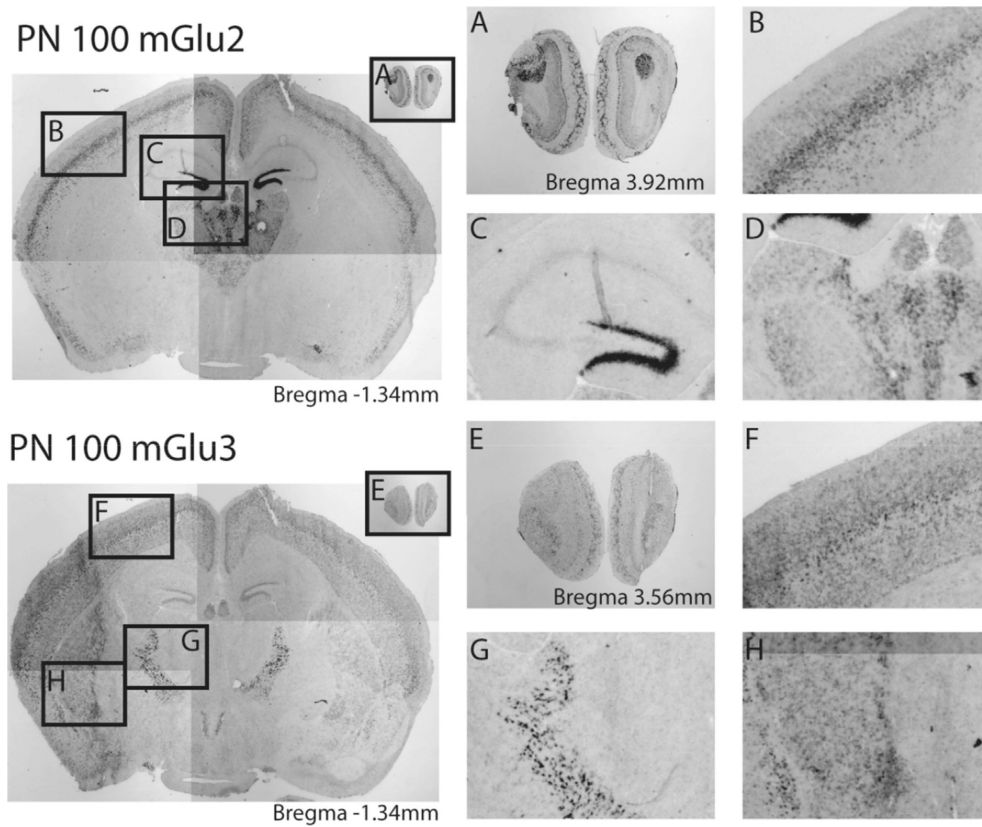 PN 100 mGlu2
A
B
C
D
Bregma -1.34mm
A
Bregma 3.92mm
B
C
D
PN 100 mGlu3
E
F
G
H
Bregma -1.34mm
E
Bregma 3.56mm
F
G
H